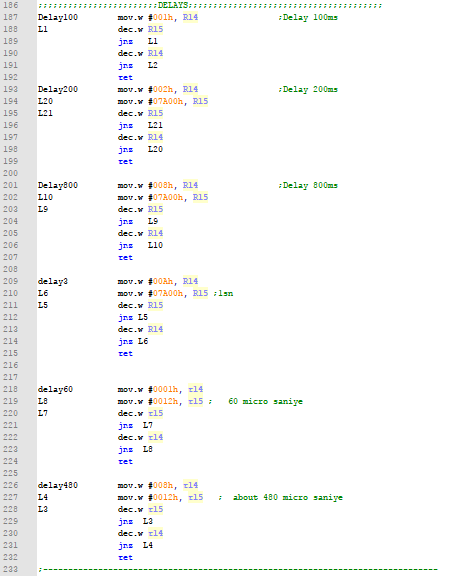 186 ;;;;;;;;;;;;;;;;;;;;;;;;DELAYS;;;;;;;;;;;;;;;;;;;;;;;;;;;;;;;;;;;;;;;
187 Delay100 mov.w #001h, R14 ;Delay 100ms
188 L1 dec.w R15
189 jns L1
190 dec.w R14
191 jns L2
192 ret
193 Delay200 mov.w #002h, R14 ;Delay 200ms
194 L20 mov.w #07A00h, R15
195 L21 dec.w R15
196 jns L21
197 dec.w R14
198 jns L20
199 ret
200
201 Delay800 mov.w #008h, R14 ;Delay 800ms
202 L10 mov.w #07A00h, R15
203 L9 dec.w R15
204 jns L9
205 dec.w R14
206 jns L10
207 ret
208
209 delay3 mov.w #00Ah, R14
210 L6 mov.w #07A00h, R15 ;1sn
211 L5 dec.w R15
212 jns L5
213 dec.w R14
214 jns L6
215 ret
216
217
218 delay60 mov.w #0001h, r14
219 L8 mov.w #0012h, r15 ; 60 micro saniye
220 L7 dec.w r15
221 jns L7
222 dec.w r14
223 jns L8
224 ret
225
226 delay480 mov.w #008h, r14
227 L4 mov.w #0012h, r15 ; about 480 micro saniye
228 L3 dec.w r15
229 jns L3
230 dec.w r14
231 jns L4
232 ret
233 ;-------------------------------------------------------------------------------